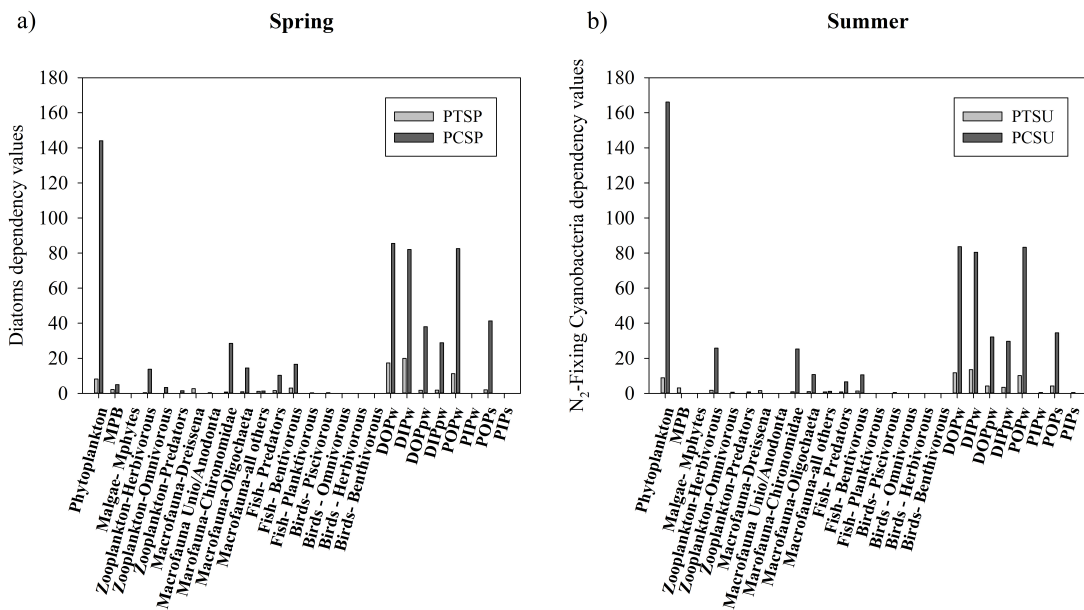 a)
Spring
Diatoms dependency values
180
160
140
120
100
80
60
40
20
0
PTSP
PCSP
Phytoplankton
MPB
Malgae- Mphytes
Zooplankton-Herbivorous
Zooplankton-Omnivorous
Zooplankton-Predators
Macrofauna-Dreissena
Macrofauna Unio/Anodonta
Macrofauna-Chironomidae
Marofauna-Oligochaeta
Macrofauna-all others
Macrofauna-Predators
Fish- Predators
Fish- Bentivorous
Fish- Planktivorous
Birds- Piscivorous
Birds - Omnivorous
Birds - Herbivorous
Birds- Benthivorous
DOPw
DIPw
DOPpw
DIPpw
POPw
PIPw
POPs
PIPs
b)
Summer
N2-Fixing Cyanobacteria dependency values
180
160
140
120
100
80
60
40
20
0
PTSU
PCSU
Phytoplankton
MPB
Malgae- Mphytes
Zooplankton-Herbivorous
Zooplankton-Omnivorous
Zooplankton-Predators
Macrofauna-Dreissena
Macrofauna Unio/Anodonta
Macrofauna-Chironomidae
Marofauna-Oligochaeta
Macrofauna-all others
Macrofauna-Predators
Fish- Predators
Fish- Bentivorous
Fish- Planktivorous
Birds- Piscivorous
Birds - Omnivorous
Birds - Herbivorous
Birds- Benthivorous
DOPw
DIPw
DOPpw
DIPpw
POPw
PIPw
POPs
PIPs